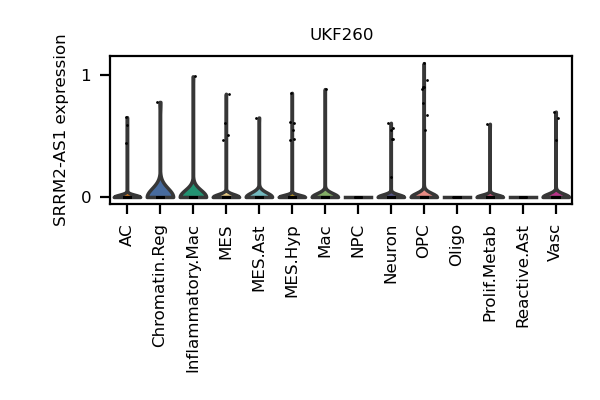 UKF260
SRRM2-AS1 expression
1
0
AC
Chromatin.Reg
Inflammatory.Mac
MES
MES.Ast
MES.Hyp
Mac
NPC
Neuron
OPC
Oligo
Prolif.Metab
Reactive.Ast
Vasc